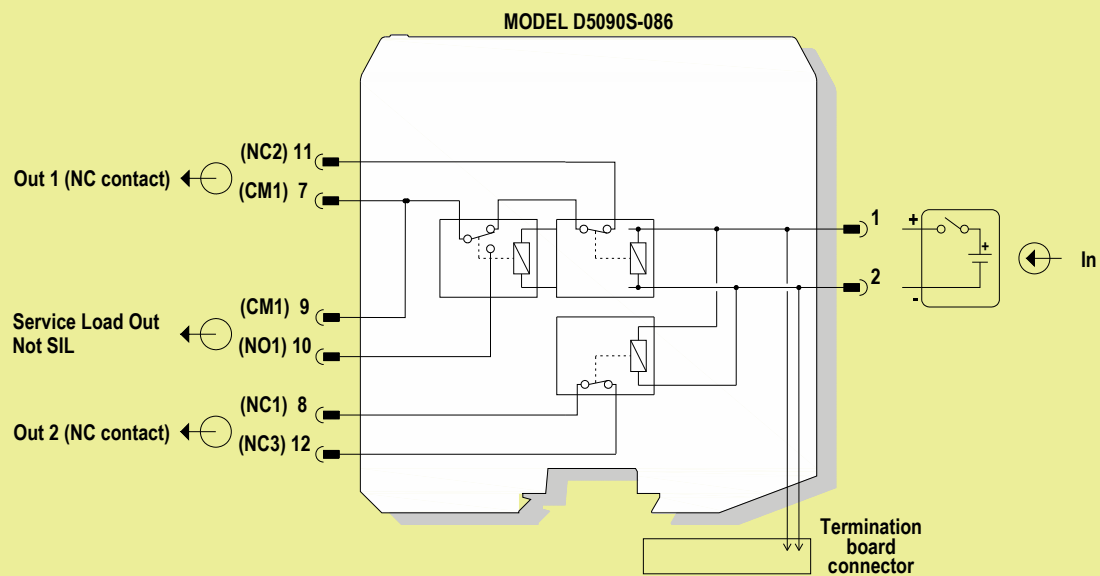 MODEL D5090S-086
(NC2) 11
Out 1 (NC contact)
(CM1) 7
1
+
+
In
2
-
(CM1) 9
Service Load Out
Not SIL
(NO1) 10
(NC1) 8
Out 2 (NC contact)
(NC3) 12
Termination
board
connector